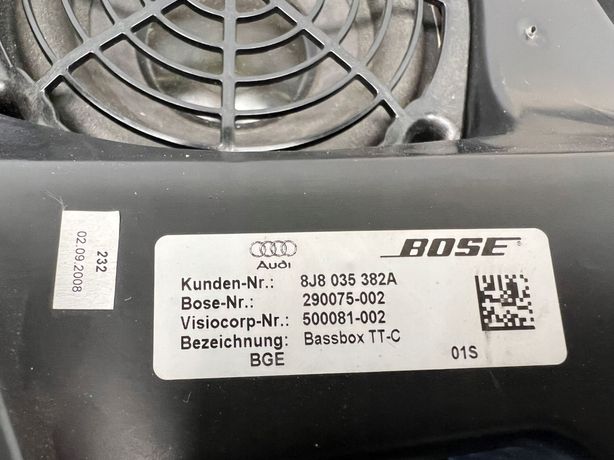 232
02.09.2008
Audi
BOSE
Kunden-Nr.: 8J8 035 382A
Bose-Nr.: 290075-002
Visiocorp-Nr.: 500081-002
Bezeichnung: Bassbox TT-C
BGE 01S